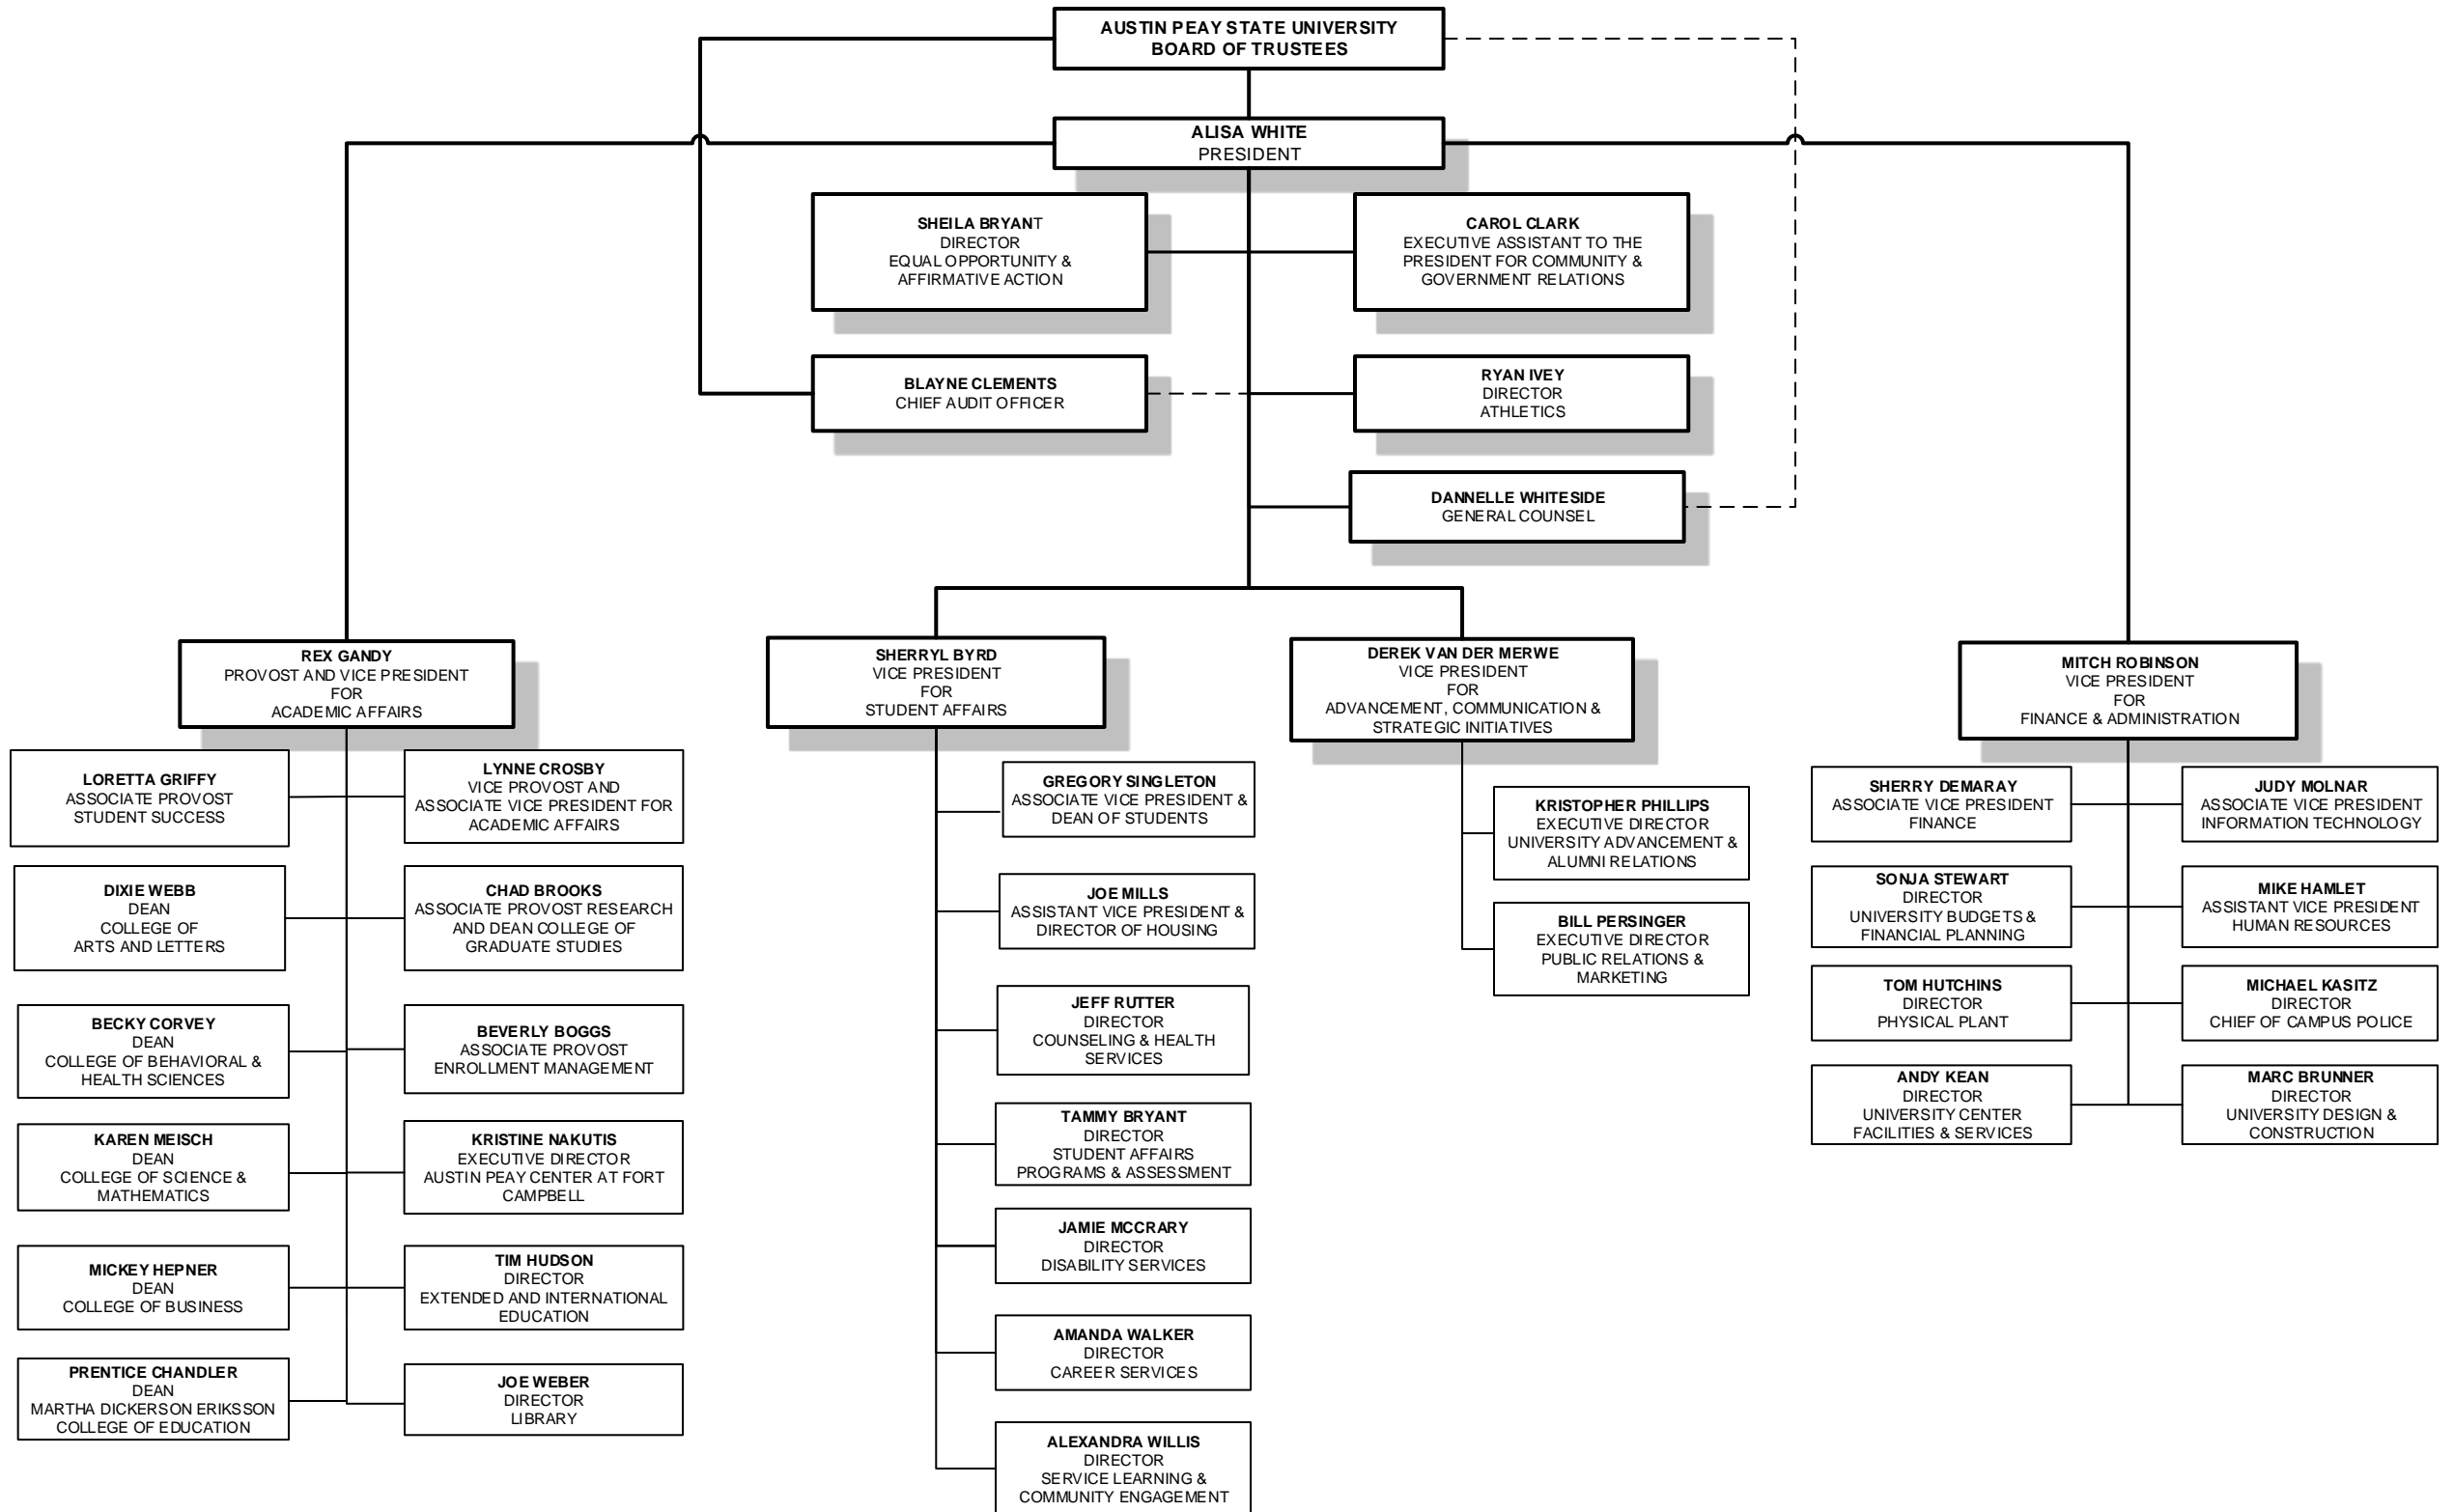 AUSTIN PEAY STATE UNIVERSITY
BOARD OF TRUSTEES
ALISA WHITE
PRESIDENT
SHEILA BRYANT
DIRECTOR
EQUAL OPPORTUNITY &
AFFIRMATIVE ACTION
CAROL CLARK
EXECUTIVE ASSISTANT TO THE
PRESIDENT FOR COMMUNITY &
GOVERNMENT RELATIONS
BLAYNE CLEMENTS
CHIEF AUDIT OFFICER
RYAN IVEY
DIRECTOR
ATHLETICS
DANNELLE WHITESIDE
GENERAL COUNSEL
REX GANDY
PROVOST AND VICE PRESIDENT
FOR
ACADEMIC AFFAIRS
LORETTA GRIFFY
ASSOCIATE PROVOST
STUDENT SUCCESS
LYNNE CROSBY
VICE PROVOST AND
ASSOCIATE VICE PRESIDENT FOR
ACADEMIC AFFAIRS
DIXIE WEBB
DEAN
COLLEGE OF
ARTS AND LETTERS
CHAD BROOKS
ASSOCIATE PROVOST RESEARCH
AND DEAN COLLEGE OF
GRADUATE STUDIES
BECKY CORVEY
DEAN
COLLEGE OF BEHAVIORAL &
HEALTH SCIENCES
BEVERLY BOGGS
ASSOCIATE PROVOST
ENROLLMENT MANAGEMENT
KAREN MEISCH
DEAN
COLLEGE OF SCIENCE &
MATHEMATICS
KRISTINE NAKUTIS
EXECUTIVE DIRECTOR
AUSTIN PEAY CENTER AT FORT
CAMPBELL
MICKEY HEPNER
DEAN
COLLEGE OF BUSINESS
TIM HUDSON
DIRECTOR
EXTENDED AND INTERNATIONAL
EDUCATION
PRENTICE CHANDLER
DEAN
MARTHA DICKERSON ERIKSSON
COLLEGE OF EDUCATION
JOE WEBER
DIRECTOR
LIBRARY
SHERRYL BYRD
VICE PRESIDENT
FOR
STUDENT AFFAIRS
GREGORY SINGLETON
ASSOCIATE VICE PRESIDENT &
DEAN OF STUDENTS
JOE MILLS
ASSISTANT VICE PRESIDENT &
DIRECTOR OF HOUSING
JEFF RUTTER
DIRECTOR
COUNSELING & HEALTH
SERVICES
TAMMY BRYANT
DIRECTOR
STUDENT AFFAIRS
PROGRAMS & ASSESSMENT
JAMIE MCCRARY
DIRECTOR
DISABILITY SERVICES
AMANDA WALKER
DIRECTOR
CAREER SERVICES
ALEXANDRA WILLIS
DIRECTOR
SERVICE LEARNING &
COMMUNITY ENGAGEMENT
DEREK VAN DER MERWE
VICE PRESIDENT
FOR
ADVANCEMENT, COMMUNICATION &
STRATEGIC INITIATIVES
KRISTOPHER PHILLIPS
EXECUTIVE DIRECTOR
UNIVERSITY ADVANCEMENT &
ALUMNI RELATIONS
BILL PERSINGER
EXECUTIVE DIRECTOR
PUBLIC RELATIONS &
MARKETING
MITCH ROBINSON
VICE PRESIDENT
FOR
FINANCE & ADMINISTRATION
SHERRY DEMARAY
ASSOCIATE VICE PRESIDENT
FINANCE
JUDY MOLNAR
ASSOCIATE VICE PRESIDENT
INFORMATION TECHNOLOGY
SONJA STEWART
DIRECTOR
UNIVERSITY BUDGETS &
FINANCIAL PLANNING
MIKE HAMLET
ASSISTANT VICE PRESIDENT
HUMAN RESOURCES
TOM HUTCHINS
DIRECTOR
PHYSICAL PLANT
MICHAEL KASITZ
DIRECTOR
CHIEF OF CAMPUS POLICE
ANDY KEAN
DIRECTOR
UNIVERSITY CENTER
FACILITIES & SERVICES
MARC BRUNNER
DIRECTOR
UNIVERSITY DESIGN &
CONSTRUCTION